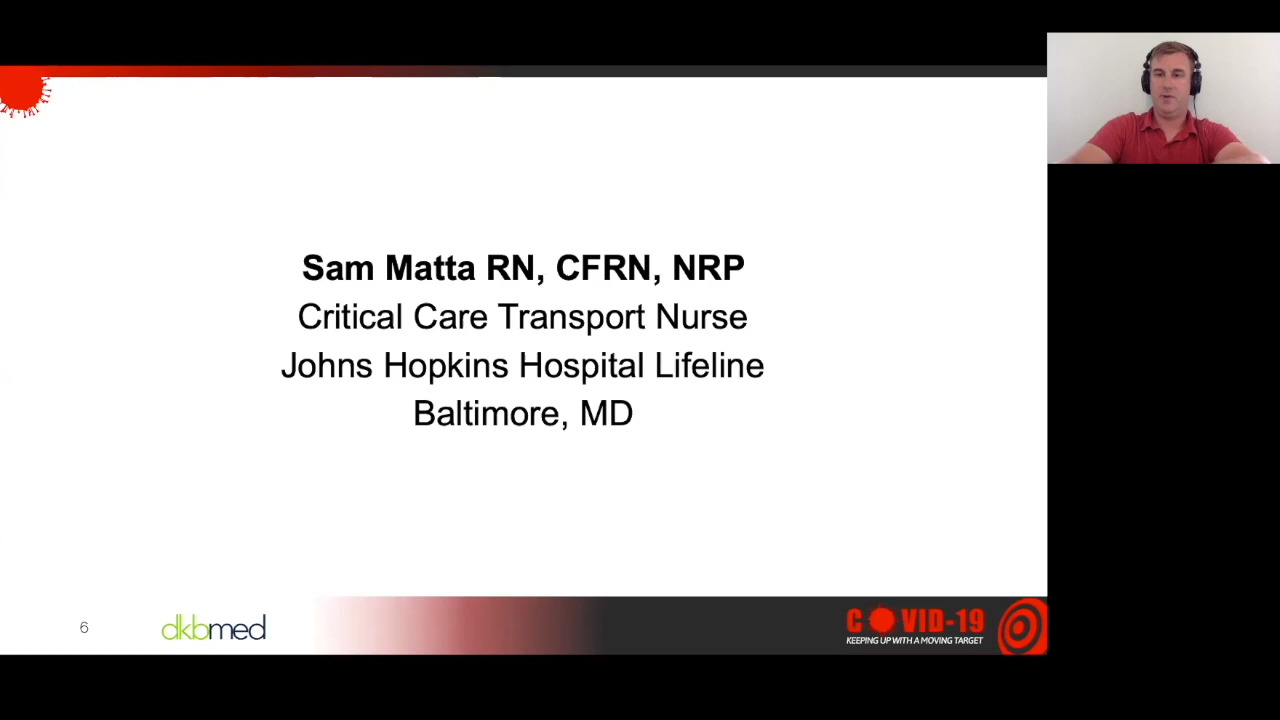 Sam Matta RN, CFRN, NRP
Critical Care Transport Nurse
Johns Hopkins Hospital Lifeline
Baltimore, MD
6
dkbmed
COVID-19
KEEPING UP WITH A MOVING TARGET